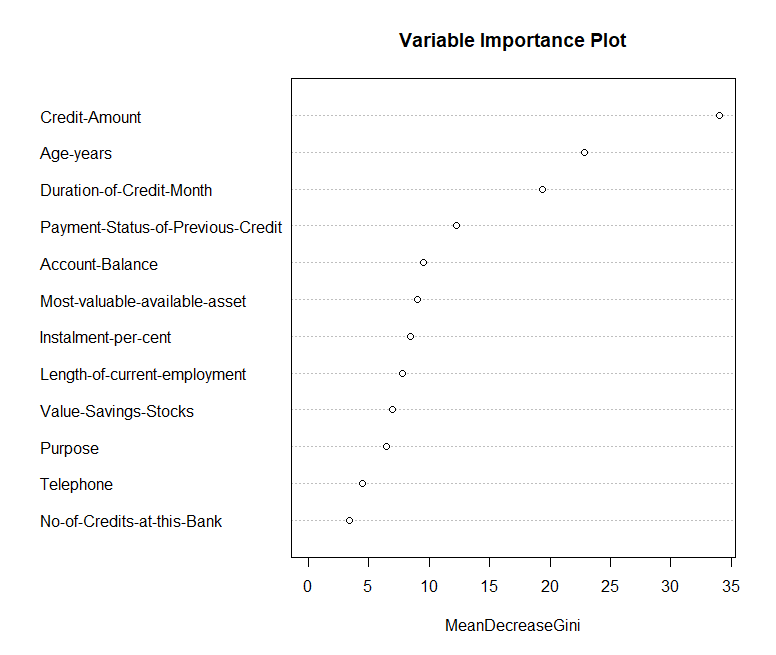 Variable Importance Plot
Credit-Amount
Age-years
Duration-of-Credit-Month
Payment-Status-of-Previous-Credit
Account-Balance
Most-valuable-available-asset
Instalment-per-cent
Length-of-current-employment
Value-Savings-Stocks
Purpose
Telephone
No-of-Credits-at-this-Bank
0 5 10 15 20 25 30 35
MeanDecreaseGini